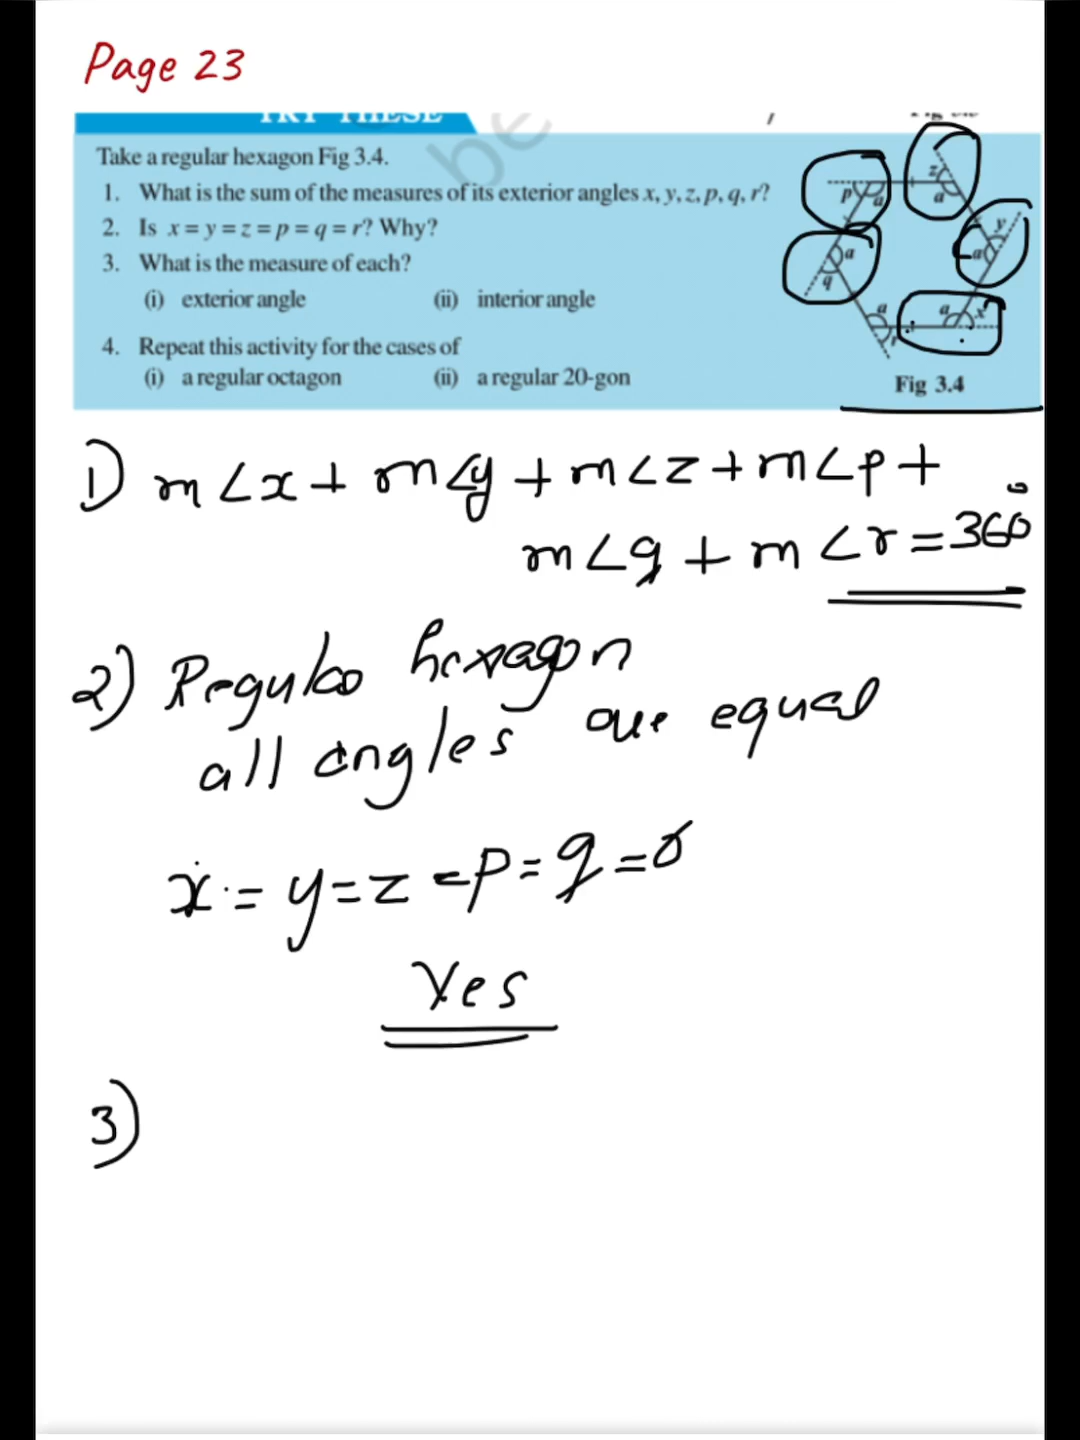 Page 23
TRY THESE
Take a regular hexagon Fig 3.4.
1. What is the sum of the measures of its exterior angles x, y, z, p, q, r?
2. Is x = y = z = p = q = r? Why?
3. What is the measure of each?
(i) exterior angle (ii) interior angle
4. Repeat this activity for the cases of
(i) a regular octagon (ii) a regular 20-gon
z
p a a
y
a a
q
a a x
r
Fig 3.4
be
1) m∠x + m∠y + m∠z + m∠p +
m∠q + m∠r = 360°
2) Regular hexagon
all angles are equal
x = y = z = p = q = r
Yes
3)